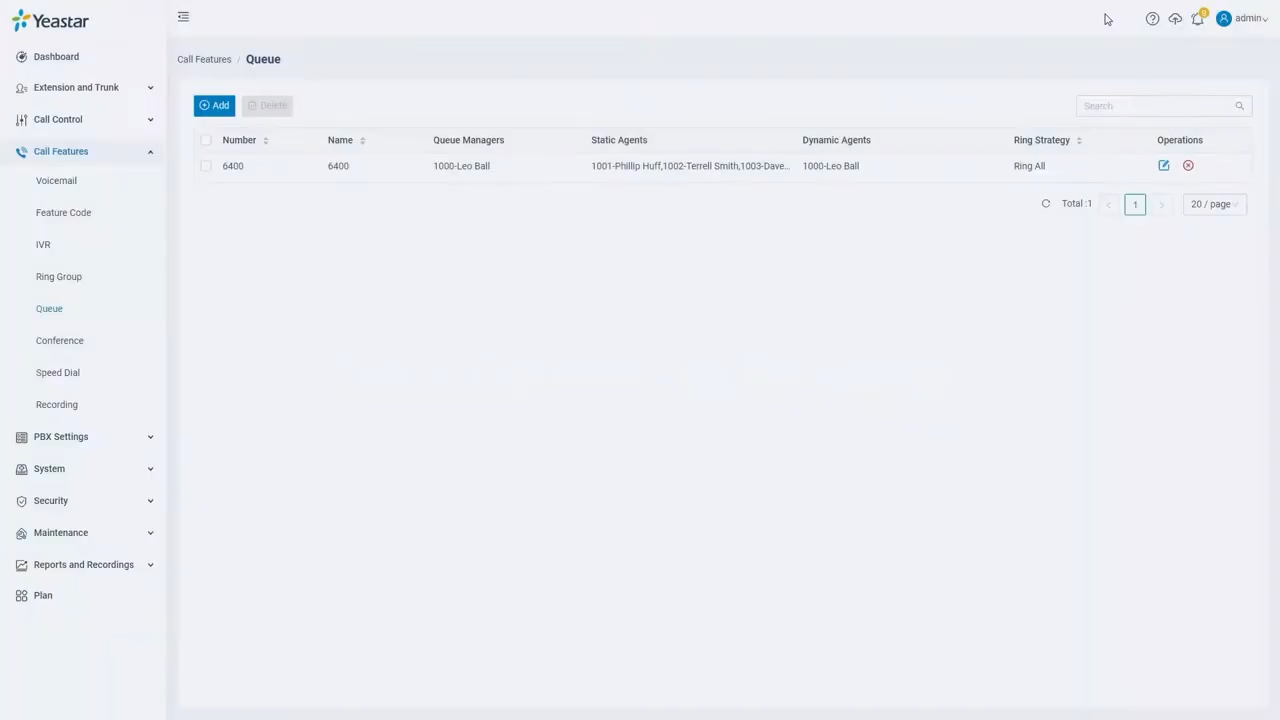 Yeastar
8
admin
Dashboard
Extension and Trunk
Call Control
Call Features
Voicemail
Feature Code
IVR
Ring Group
Queue
Conference
Speed Dial
Recording
PBX Settings
System
Security
Maintenance
Reports and Recordings
Plan
Call Features / Queue
Add Delete Search
Number Name Queue Managers Static Agents Dynamic Agents Ring Strategy Operations
6400 6400 1000-Leo Ball 1001-Phillip Huff,1002-Terrell Smith,1003-Dave... 1000-Leo Ball Ring All
Total :1 < 1 > 20 / page